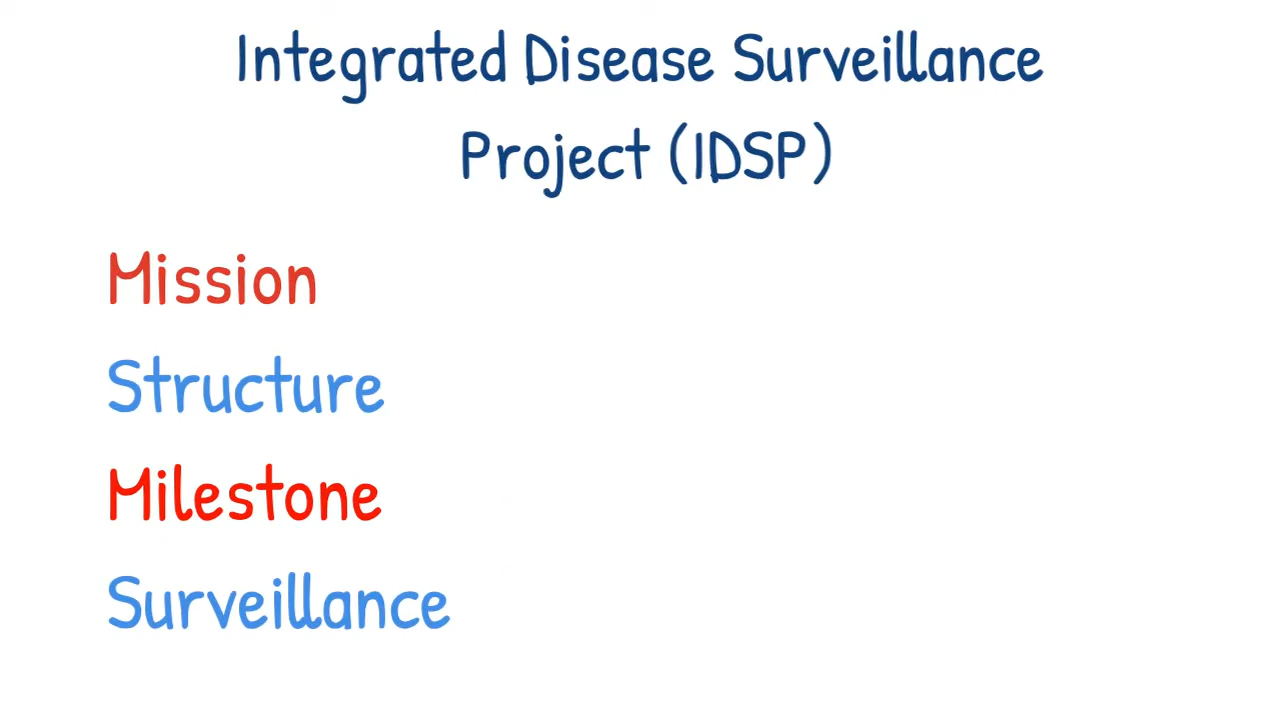 Integrated Disease Surveillance
Project (IDSP)
Mission
Structure
Milestone
Surveillance